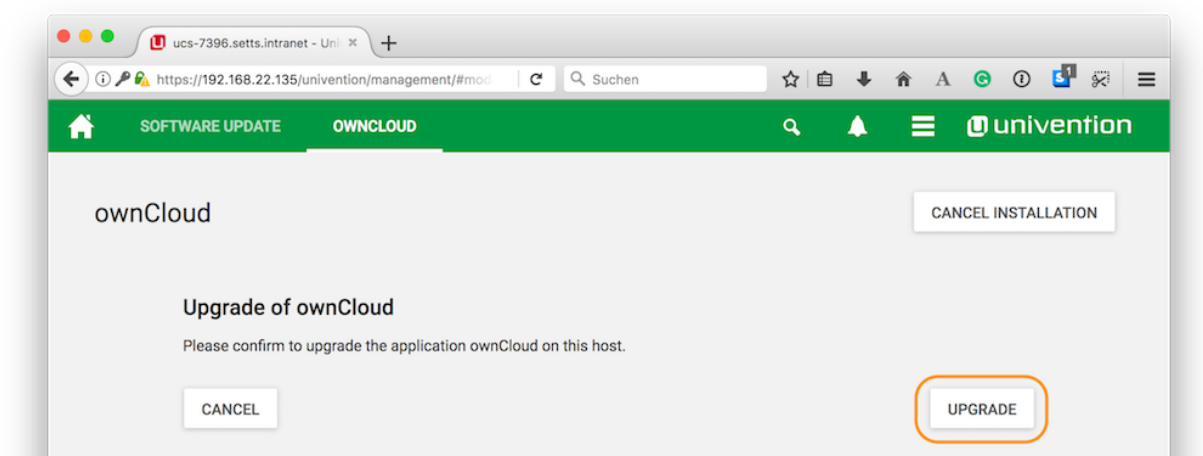 ucs-7396.setts.intranet - Uni
https://192.168.22.135/univention/management/#mod
Suchen
1
SOFTWARE UPDATE
OWNCLOUD
univention
ownCloud
CANCEL INSTALLATION
Upgrade of ownCloud
Please confirm to upgrade the application ownCloud on this host.
CANCEL
UPGRADE